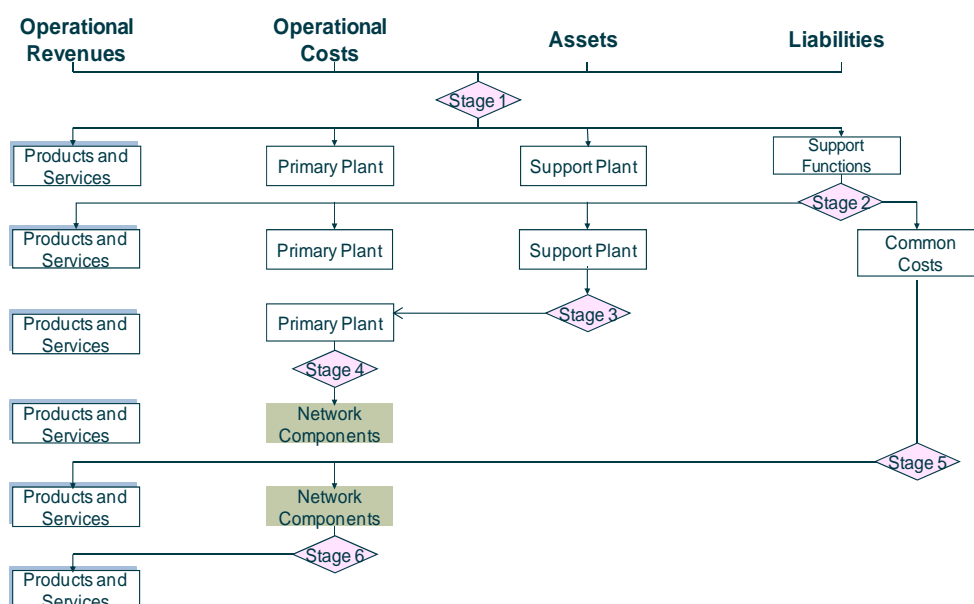 Operational
Revenues
Operational
Costs
Assets
Liabilities
Stage 1
Products and
Services
Primary Plant
Support Plant
Support
Functions
Stage 2
Products and
Services
Primary Plant
Support Plant
Common
Costs
Products and
Services
Primary Plant
Stage 3
Stage 4
Products and
Services
Network
Components
Stage 5
Products and
Services
Network
Components
Stage 6
Products and
Services